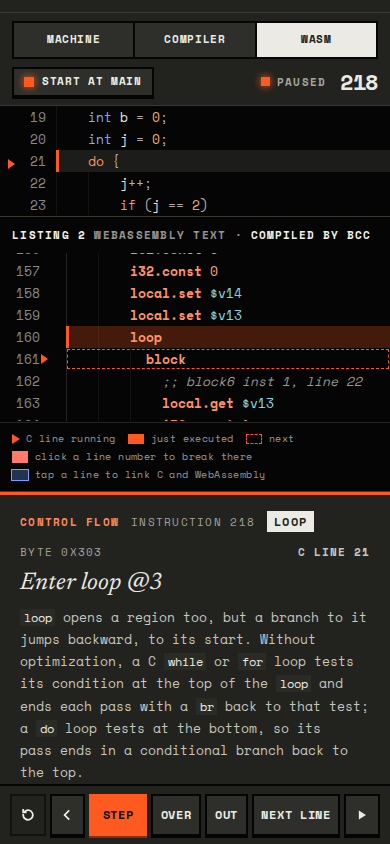 MACHINE COMPILER WASM
START AT MAIN PAUSED 218
19 int b = 0;
20 int j = 0;
21 do {
22 j++;
23 if (j == 2)
LISTING 2 WEBASSEMBLY TEXT · COMPILED BY BCC
157 i32.const 0
158 local.set $v14
159 local.set $v13
160 loop
161 block
162 ;; block6 inst 1, line 22
163 local.get $v13
C line running just executed next
click a line number to break there
tap a line to link C and WebAssembly
CONTROL FLOW INSTRUCTION 218 LOOP
BYTE 0X303 C LINE 21
Enter loop @3
loop opens a region too, but a branch to it
jumps backward, to its start. Without
optimization, a C while or for loop tests
its condition at the top of the loop and
ends each pass with a br back to that test;
a do loop tests at the bottom, so its
pass ends in a conditional branch back to
the top.
STEP OVER OUT NEXT LINE